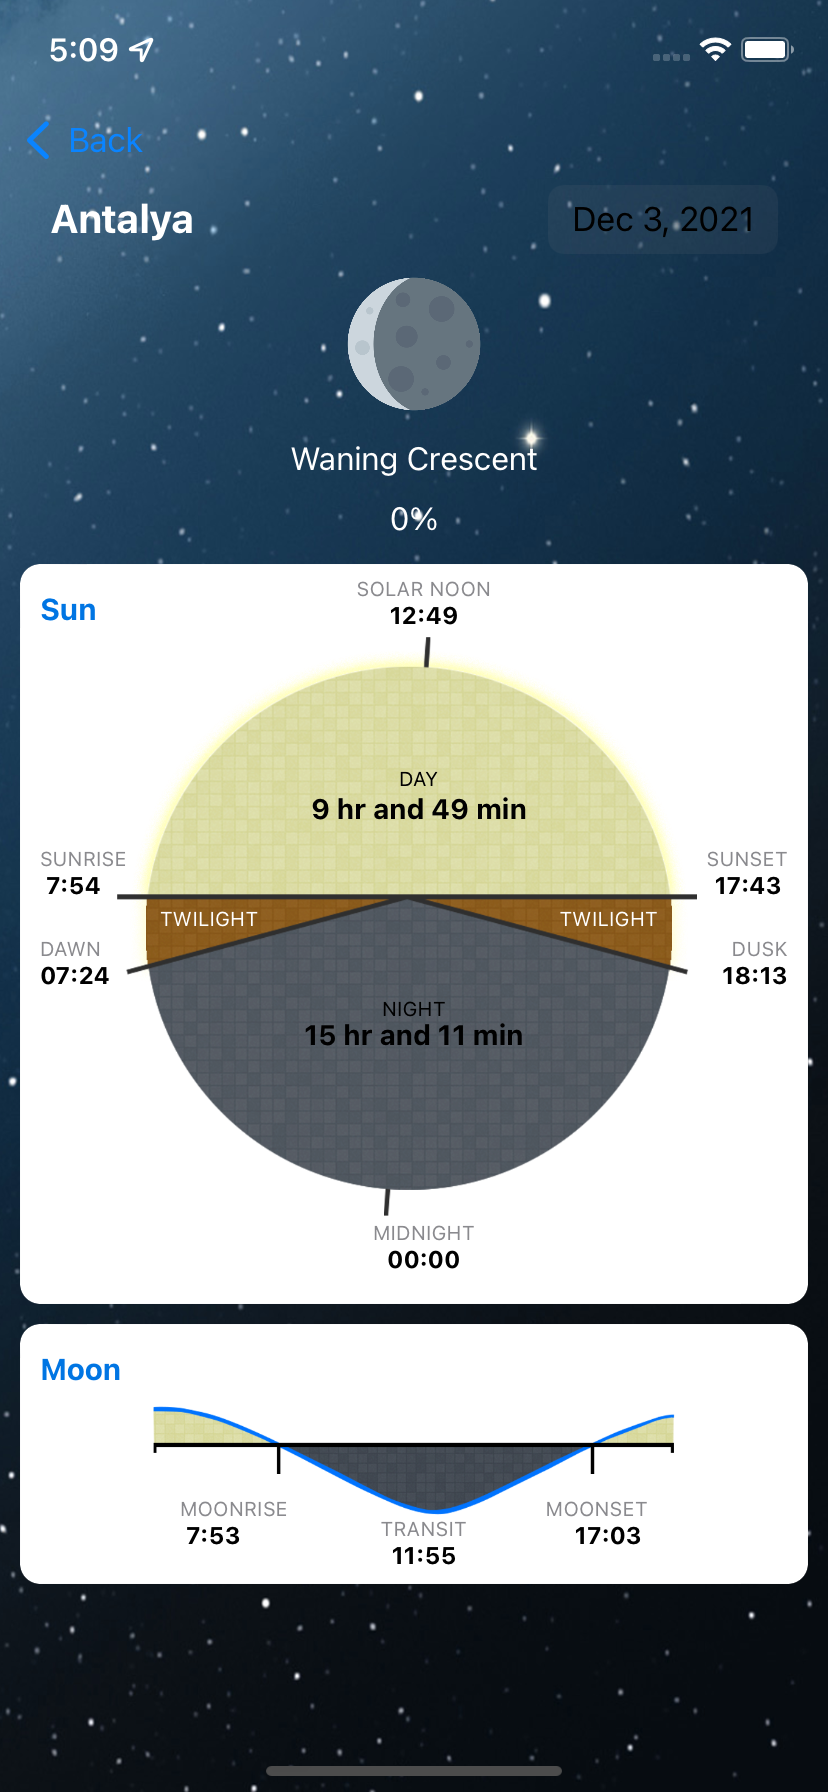 5:09
Back
Antalya
Dec 3, 2021
Waning Crescent
0%
Sun
SOLAR NOON
12:49
DAY
9 hr and 49 min
SUNRISE
7:54
SUNSET
17:43
TWILIGHT
TWILIGHT
DAWN
07:24
DUSK
18:13
NIGHT
15 hr and 11 min
MIDNIGHT
00:00
Moon
MOONRISE
7:53
TRANSIT
11:55
MOONSET
17:03